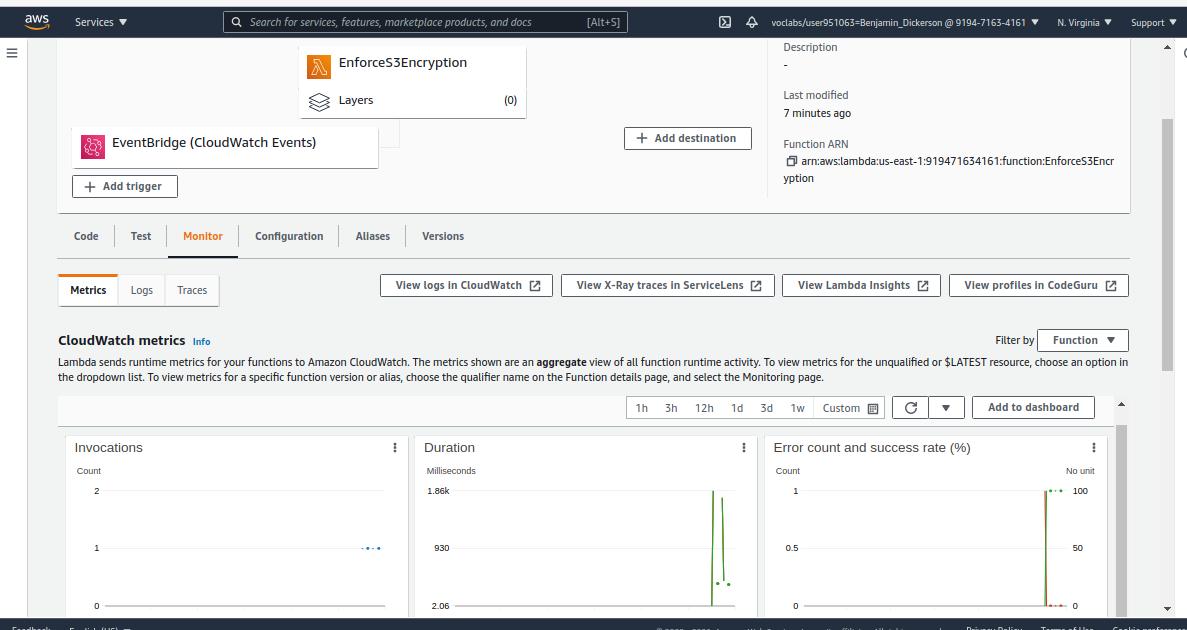 aws
Services
Search for services, features, marketplace products, and docs
[Alt+S]
voclabs/user951063=Benjamin_Dickerson @ 9194-7163-4161
N. Virginia
Support
EnforceS3Encryption
Layers
(0)
EventBridge (CloudWatch Events)
Add trigger
Add destination
Description
-
Last modified
7 minutes ago
Function ARN
arn:aws:lambda:us-east-1:919471634161:function:EnforceS3Encr
yption
Code
Test
Monitor
Configuration
Aliases
Versions
Metrics
Logs
Traces
View logs in CloudWatch
View X-Ray traces in ServiceLens
View Lambda Insights
View profiles in CodeGuru
CloudWatch metrics
Info
Filter by
Function
Lambda sends runtime metrics for your functions to Amazon CloudWatch. The metrics shown are an aggregate view of all function runtime activity. To view metrics for the unqualified or $LATEST resource, choose an option in
the dropdown list. To view metrics for a specific function version or alias, choose the qualifier name on the Function details page, and select the Monitoring page.
1h
3h
12h
1d
3d
1w
Custom
Add to dashboard
Invocations
Count
2
1
0
Duration
Milliseconds
1.86k
930
2.06
Error count and success rate (%)
Count
No unit
1
0.5
0
100
50
0